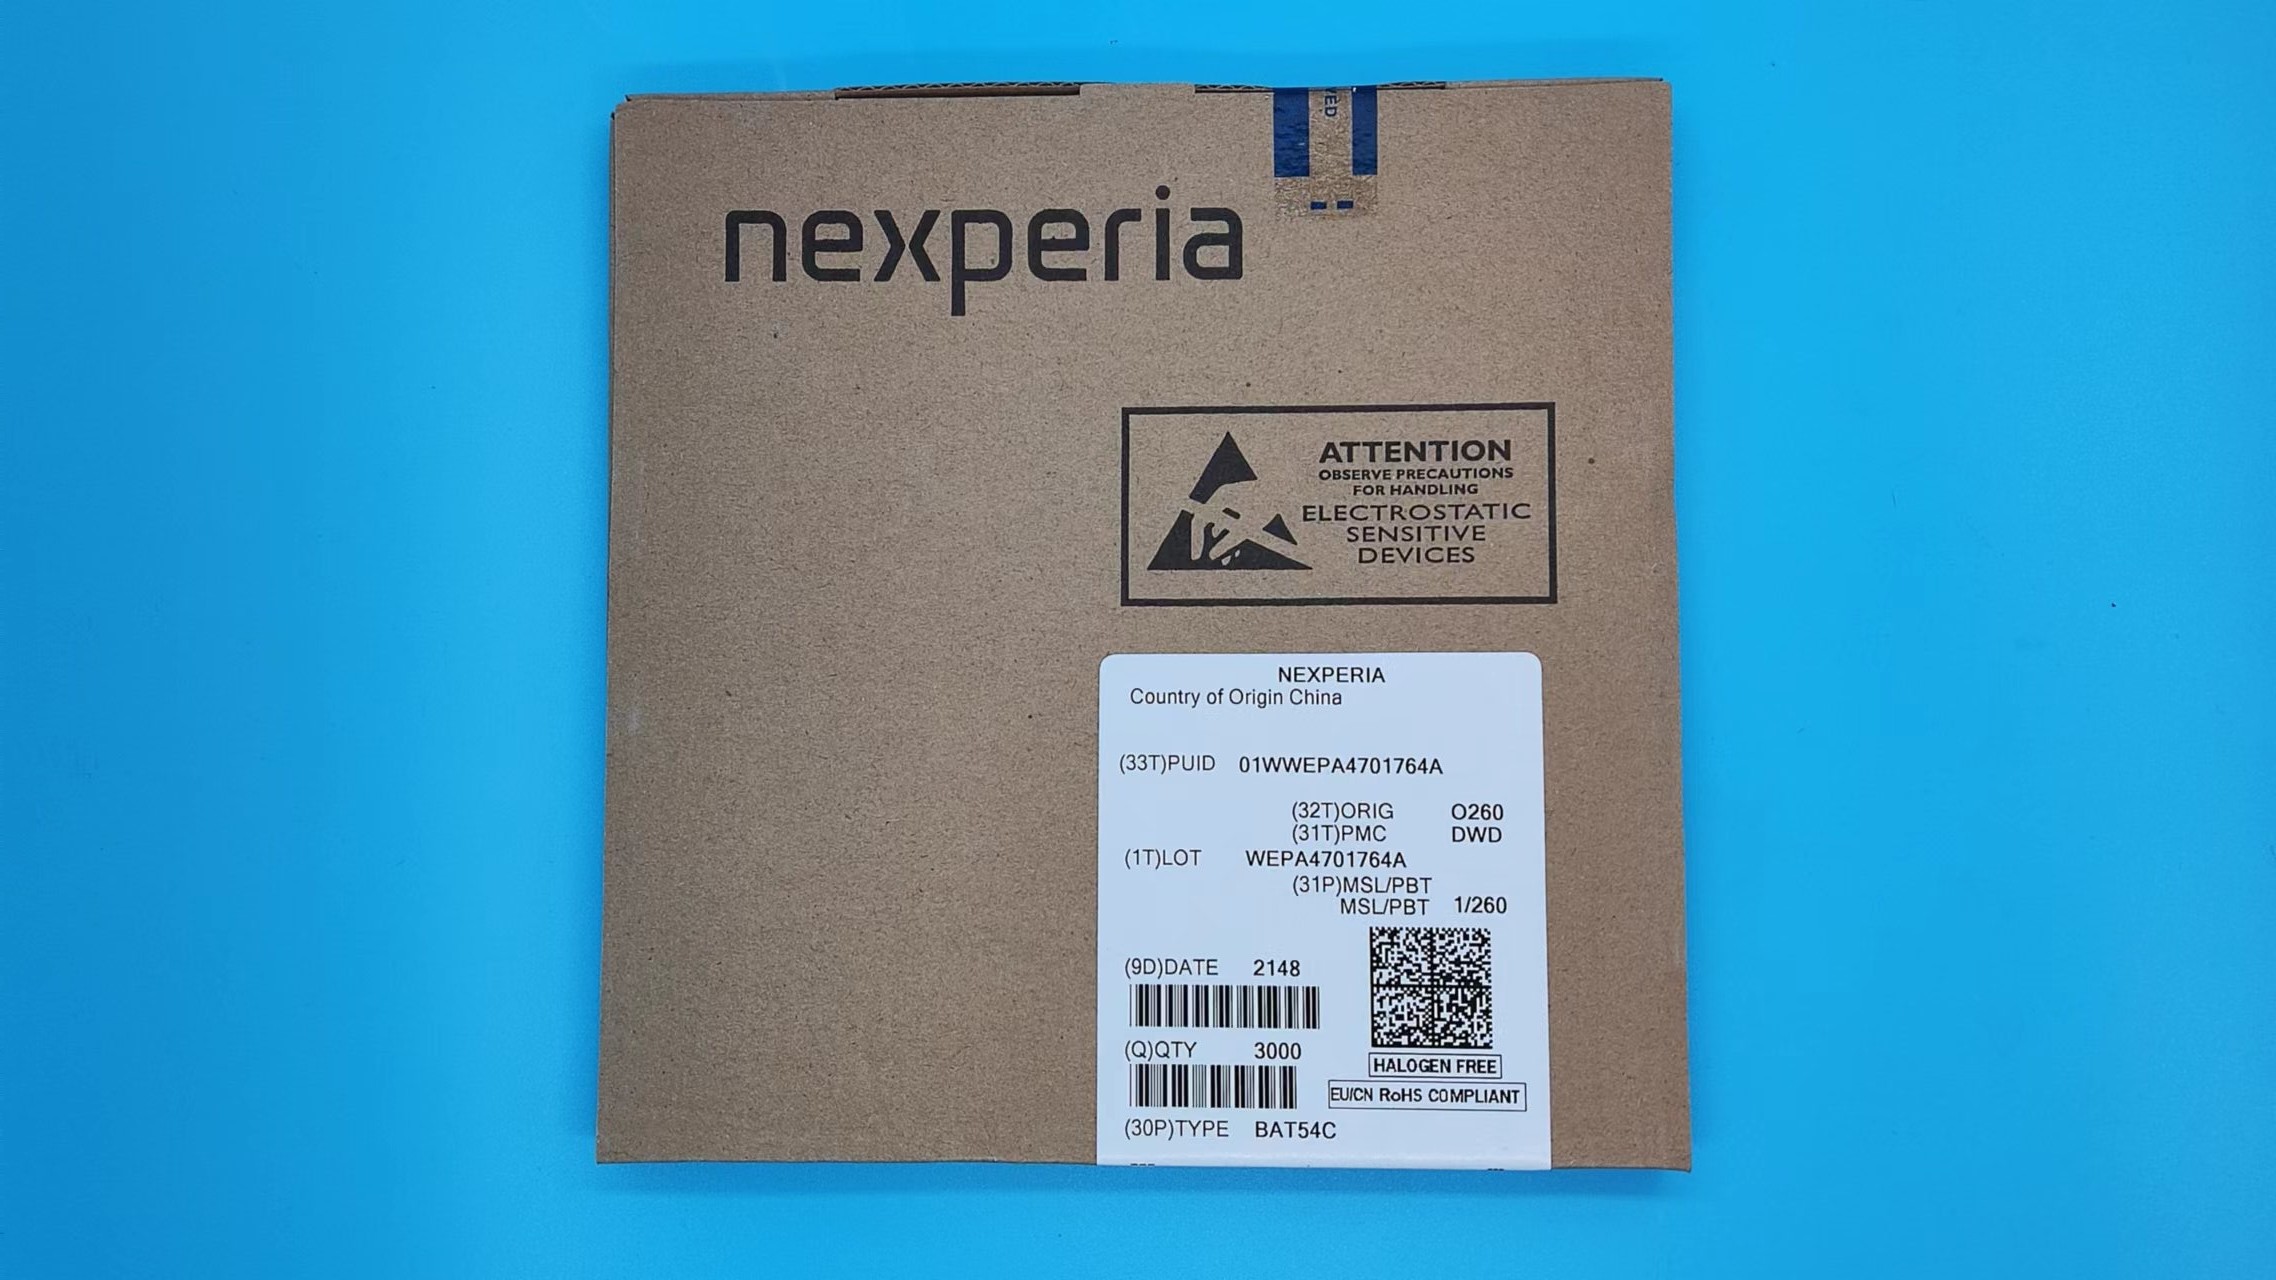 VED
nexperia
ATTENTION
OBSERVE PRECAUTIONS
FOR HANDLING
ELECTROSTATIC
SENSITIVE
DEVICES
NEXPERIA
Country of Origin China
(33T)PUID 01WWEPA4701764A
(32T)ORIG O260
(31T)PMC DWD
(1T)LOT WEPA4701764A
(31P)MSL/PBT
MSL/PBT 1/260
(9D)DATE 2148
(Q)QTY 3000
HALOGEN FREE
EU/CN RoHS COMPLIANT
(30P)TYPE BAT54C